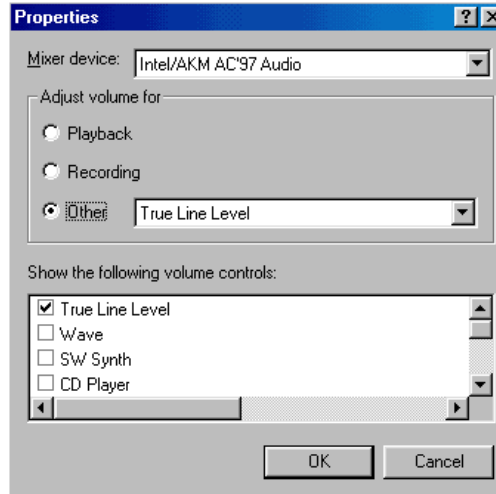 Properties
Mixer device: Intel/AKM AC'97 Audio
Adjust volume for
Playback
Recording
Other True Line Level
Show the following volume controls:
True Line Level
Wave
SW Synth
CD Player
OK Cancel